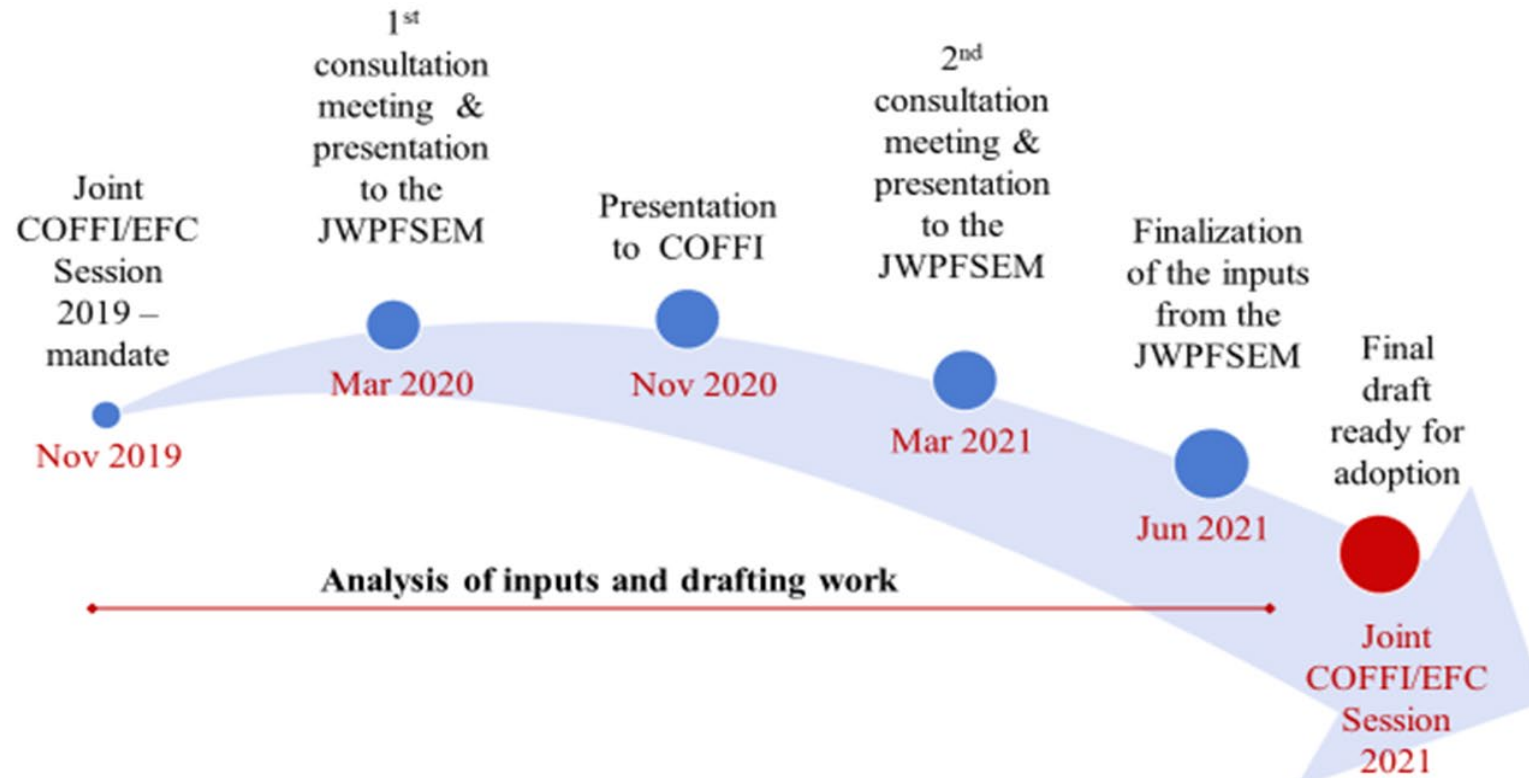 Joint
COFFI/EFC
Session
2019 –
mandate
Nov 2019
1st
consultation
meeting &
presentation
to the
JWPFSEM
Mar 2020
Presentation
to COFFI
Nov 2020
2nd
consultation
meeting &
presentation
to the
JWPFSEM
Mar 2021
Finalization
of the inputs
from the
JWPFSEM
Jun 2021
Final
draft
ready for
adoption
Joint
COFFI/EFC
Session
2021
Analysis of inputs and drafting work